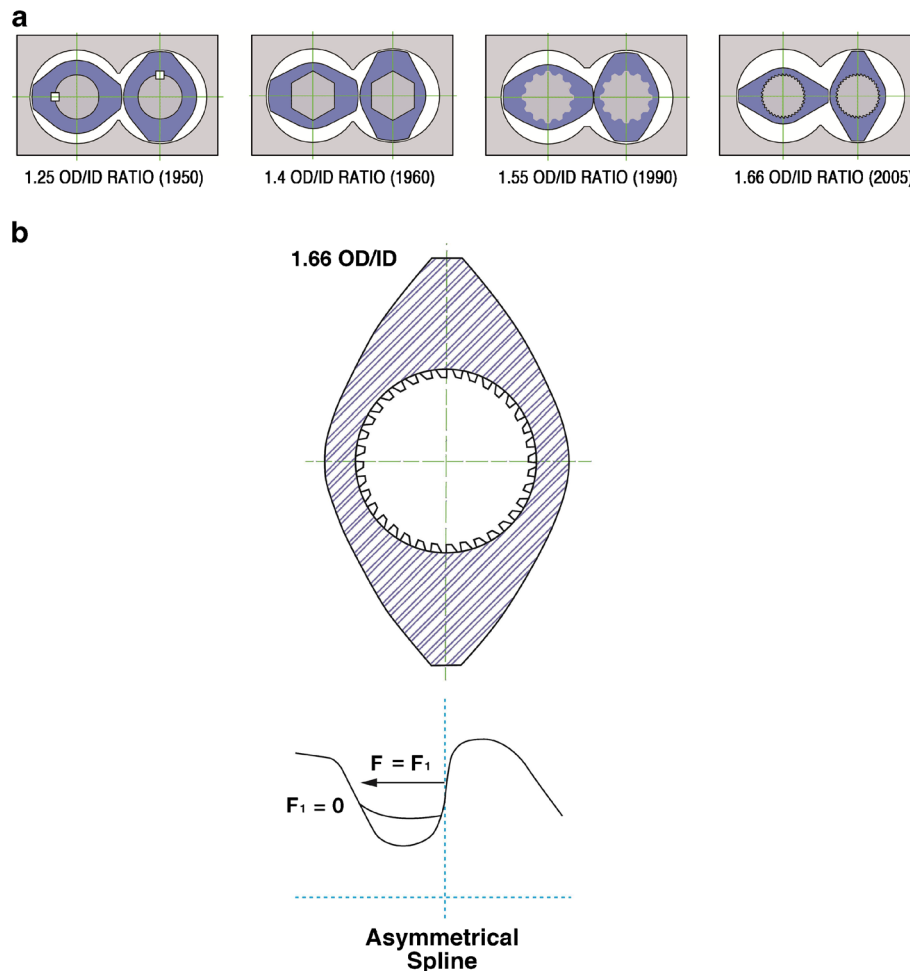 a
1.25 OD/ID RATIO (1950)
1.4 OD/ID RATIO (1960)
1.55 OD/ID RATIO (1990)
1.66 OD/ID RATIO (2005)
b
1.66 OD/ID
F = F₁
F₁ = 0
Asymmetrical
Spline